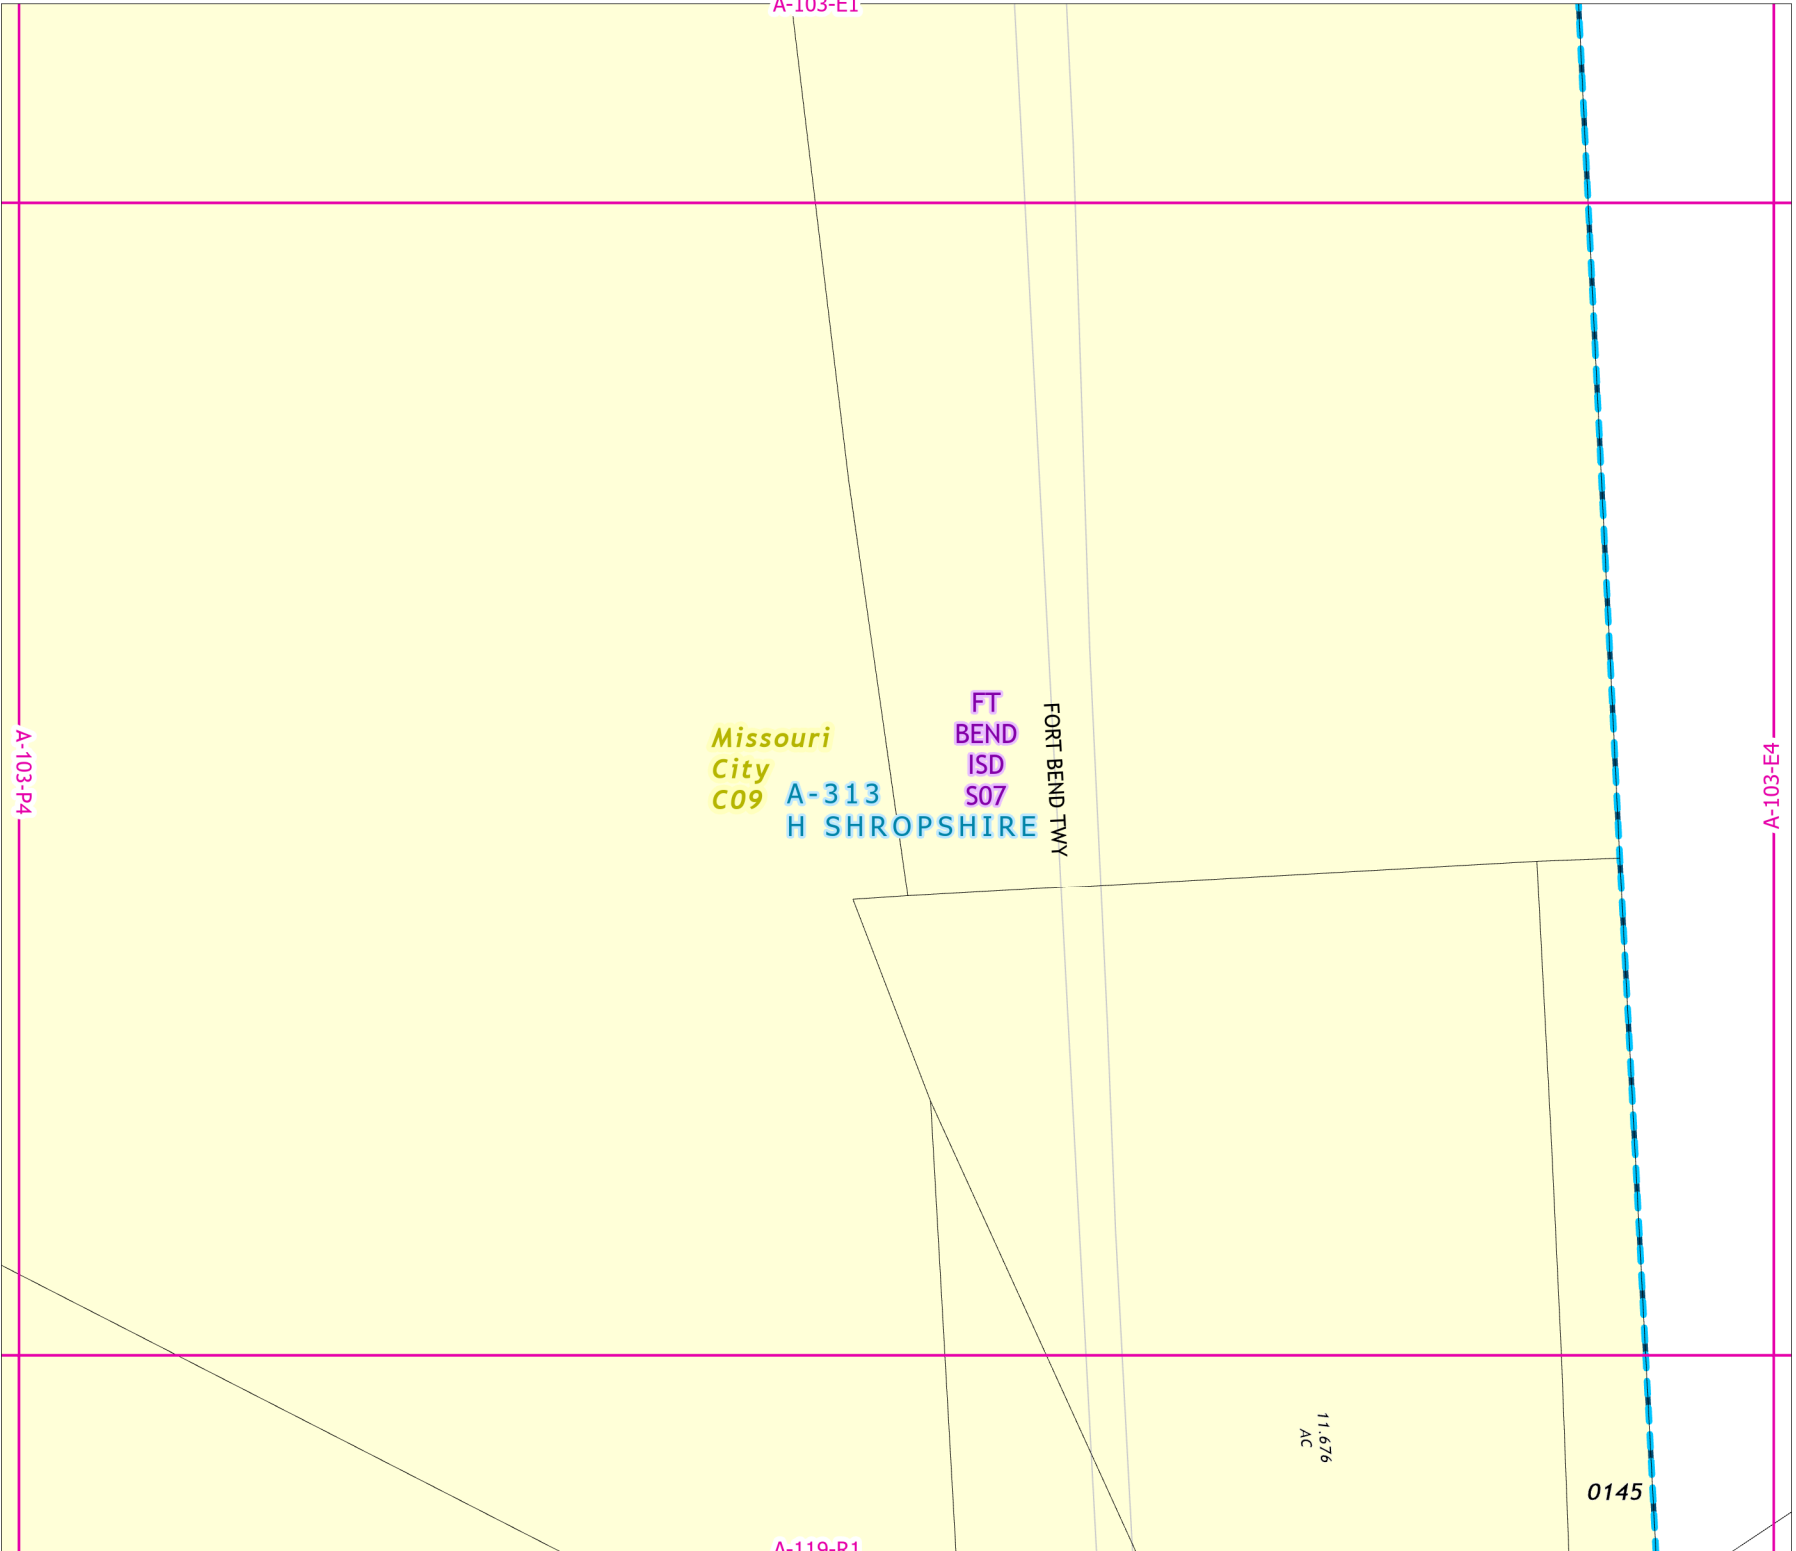 A-103-E1
A-103-P4
Missouri
City
C09
A-313
H SHROPSHIRE
FT
BEND
ISD
S07
FORT BEND TWY
A-103-E4
11.676
AC
0145
A-119-R1